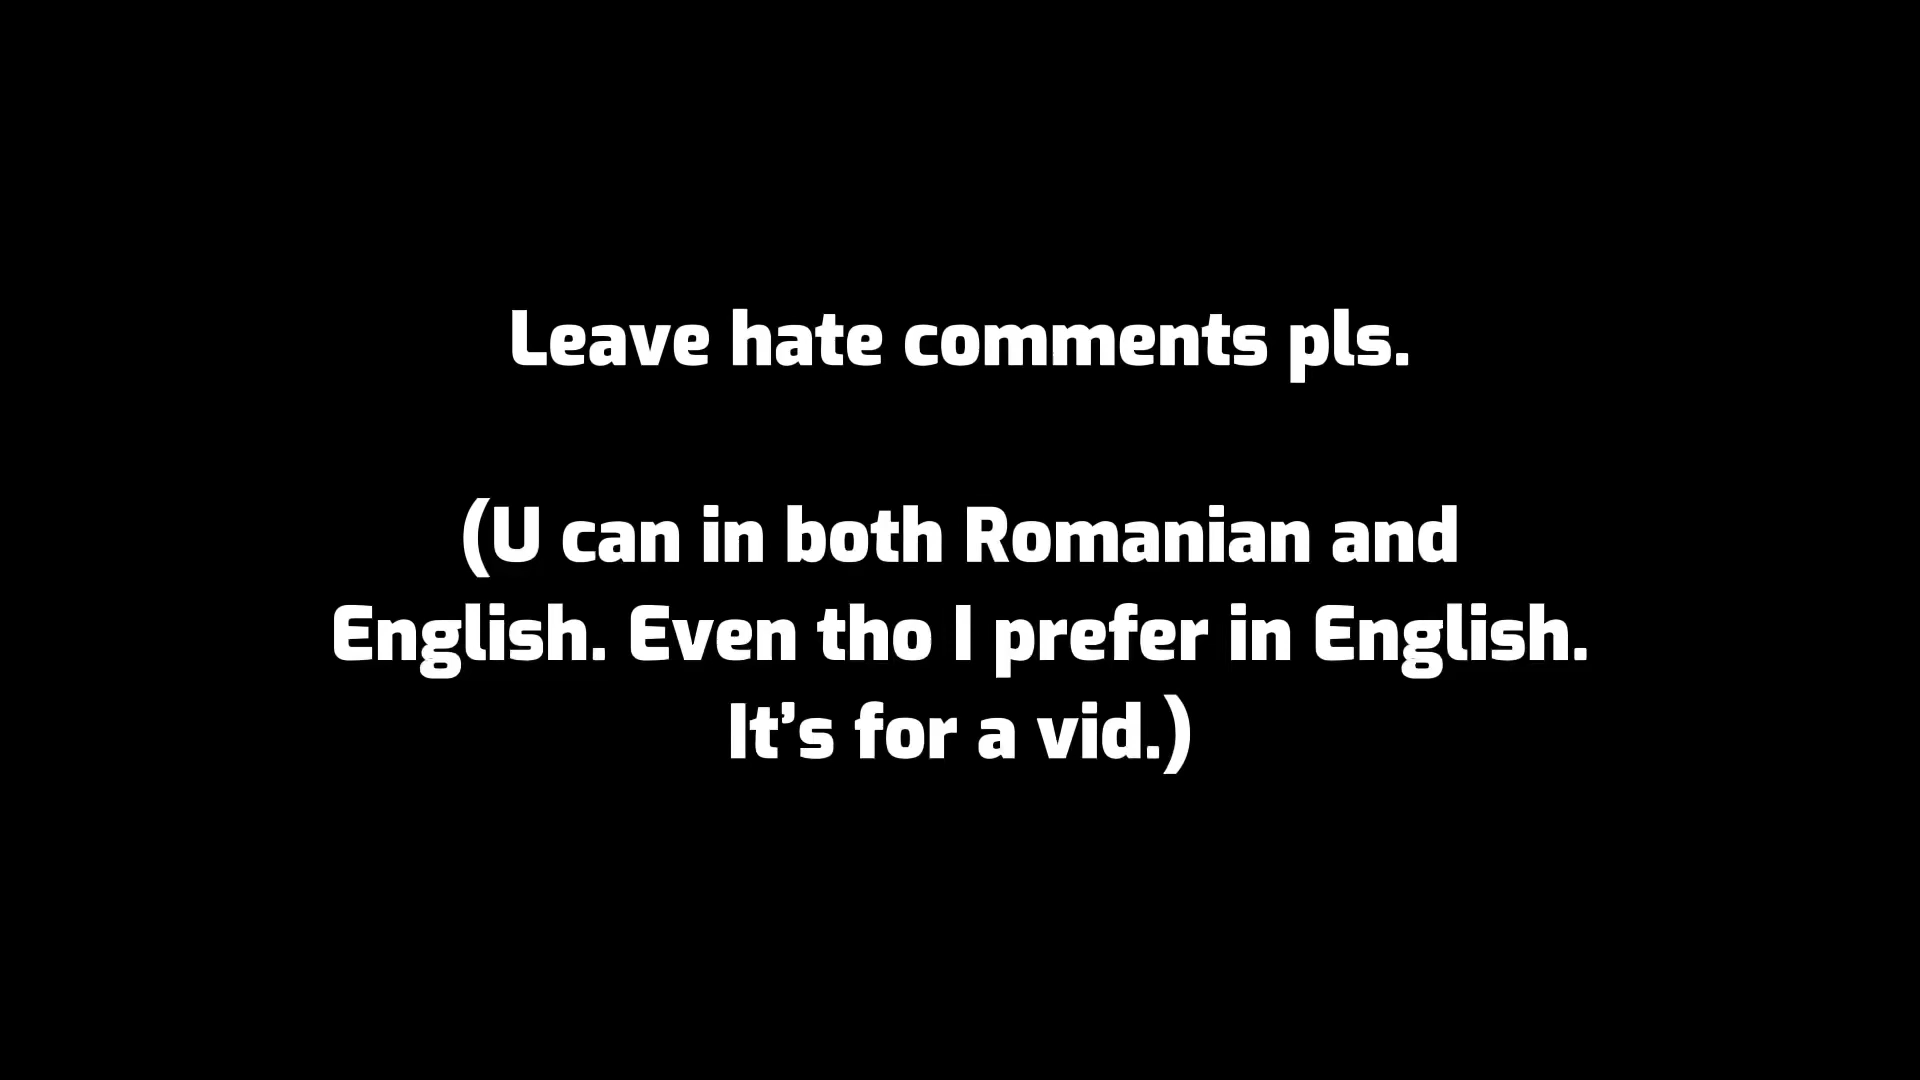 Leave hate comments pls.
(U can in both Romanian and
English. Even tho I prefer in English.
It’s for a vid.)